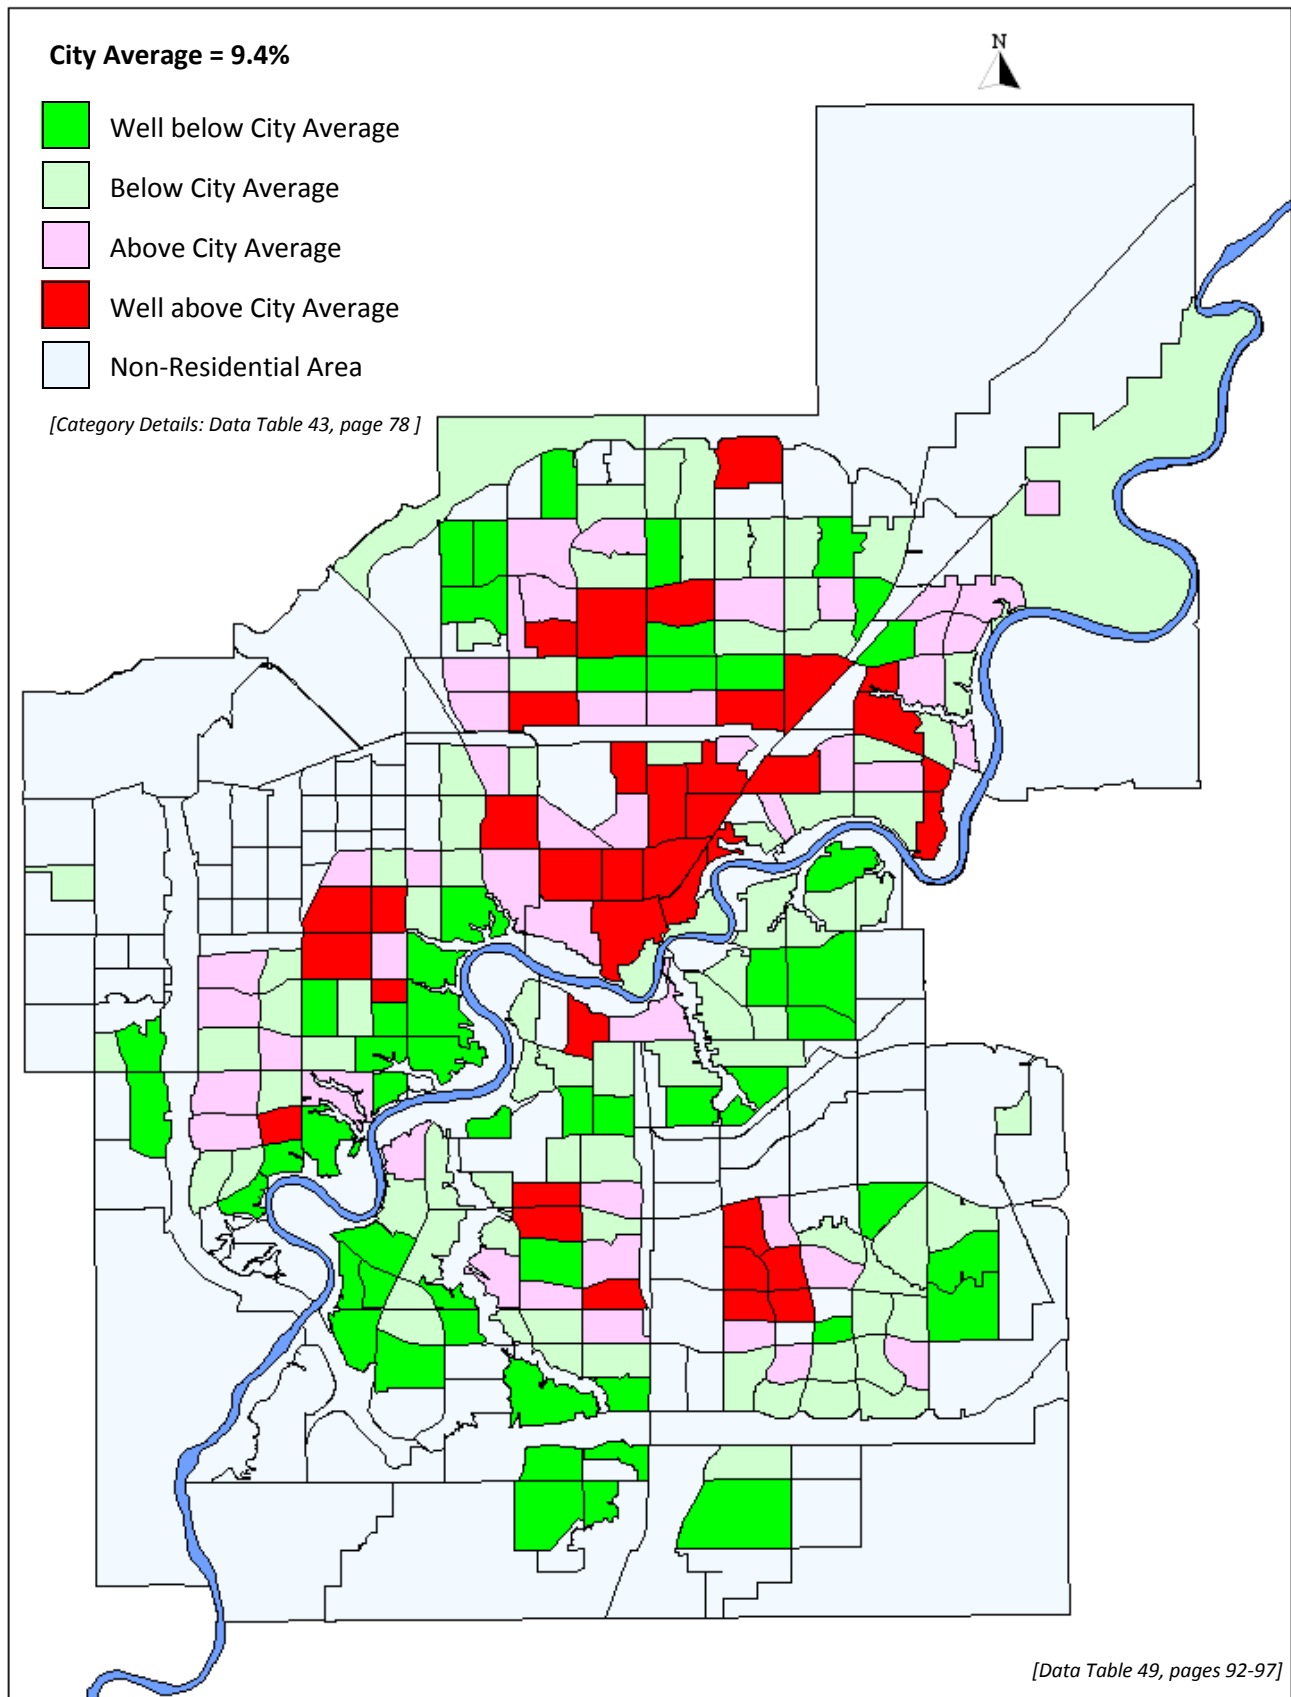 City Average = 9.4%
N
Well below City Average
Below City Average
Above City Average
Well above City Average
Non-Residential Area
[Category Details: Data Table 43, page 78 ]
[Data Table 49, pages 92-97]